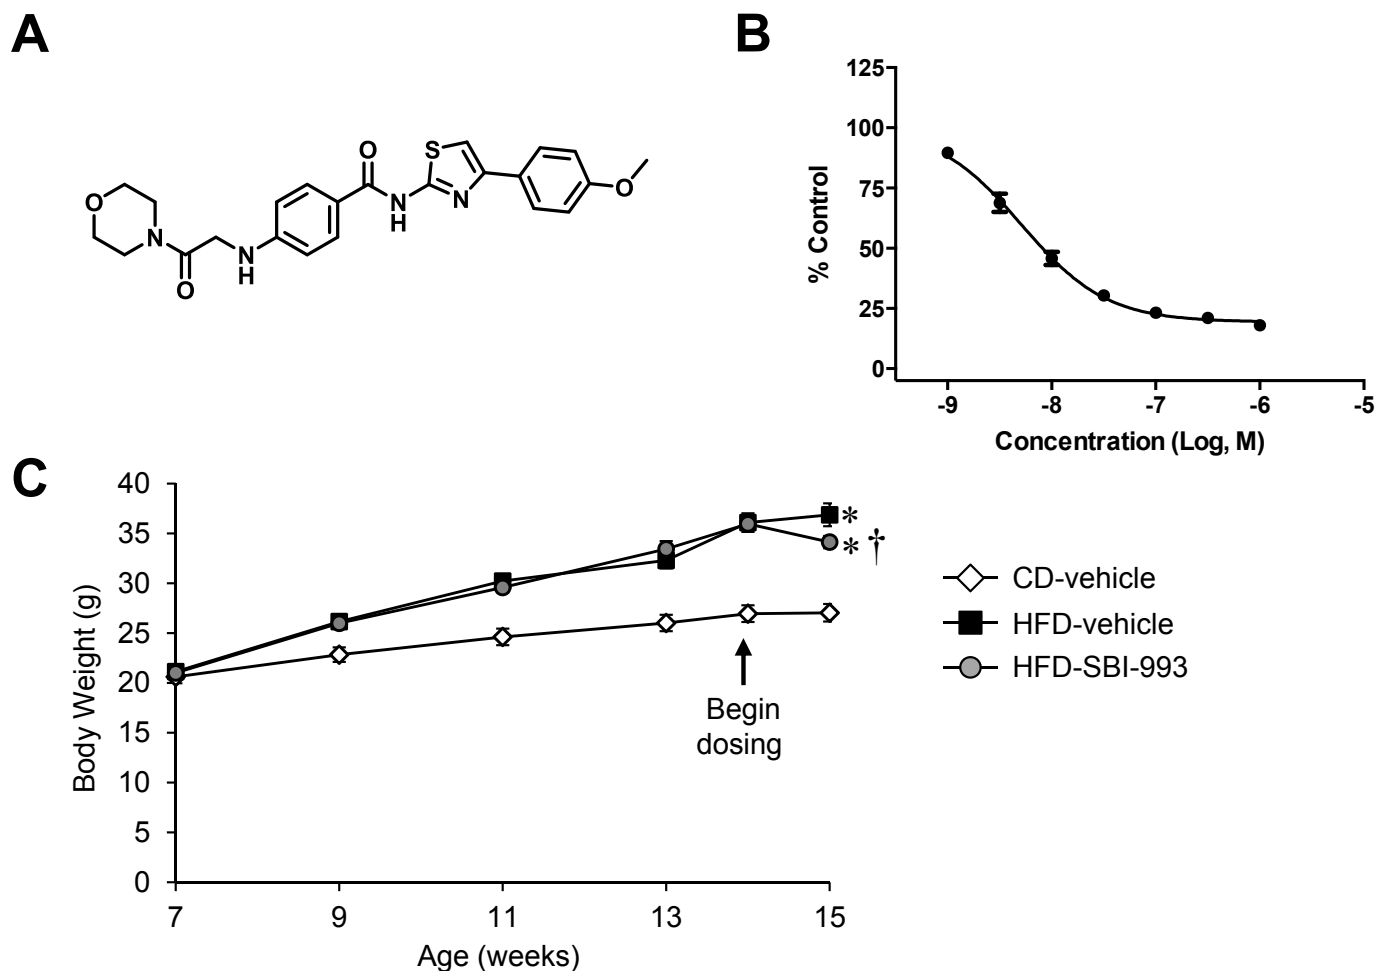 A
O
S
O
N
H
N
O
O
N
N
H
O
B
125
100
75
50
25
0
% Control
-9
-8
-7
-6
-5
Concentration (Log, M)
C
40
35
30
25
20
15
10
5
0
Body Weight (g)
7
9
11
13
15
Age (weeks)
*
* †
Begin
dosing
CD-vehicle
HFD-vehicle
HFD-SBI-993